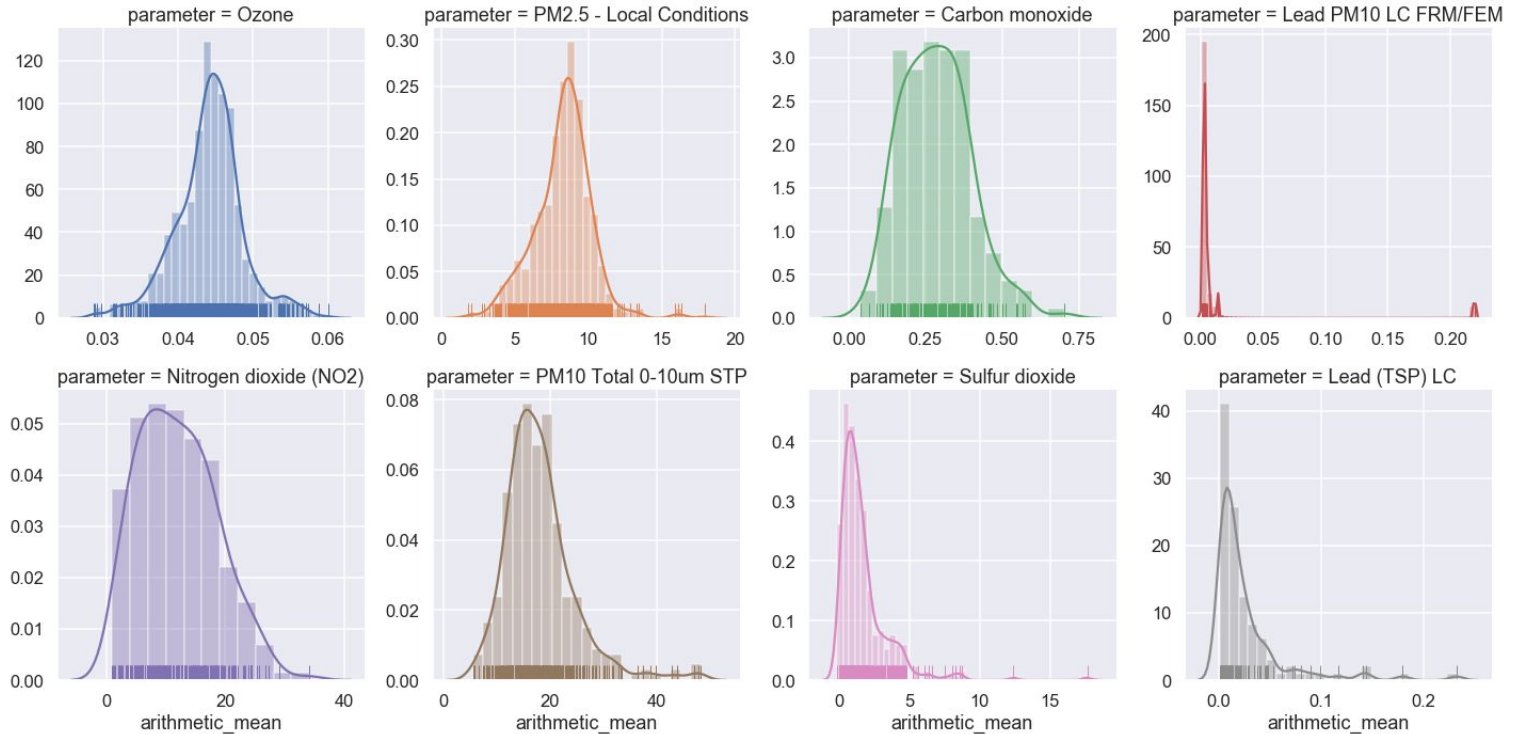 parameter = Ozone
120
100
80
60
40
20
0
0.03 0.04 0.05 0.06
parameter = PM2.5 - Local Conditions
0.30
0.25
0.20
0.15
0.10
0.05
0.00
0 5 10 15 20
parameter = Carbon monoxide
3.0
2.5
2.0
1.5
1.0
0.5
0.0
0.00 0.25 0.50 0.75
parameter = Lead PM10 LC FRM/FEM
200
150
100
50
0
0.00 0.05 0.10 0.15 0.20
parameter = Nitrogen dioxide (NO2)
0.05
0.04
0.03
0.02
0.01
0.00
0 20 40
arithmetic_mean
parameter = PM10 Total 0-10um STP
0.08
0.06
0.04
0.02
0.00
0 20 40
arithmetic_mean
parameter = Sulfur dioxide
0.4
0.3
0.2
0.1
0.0
0 5 10 15
arithmetic_mean
parameter = Lead (TSP) LC
40
30
20
10
0
0.0 0.1 0.2
arithmetic_mean